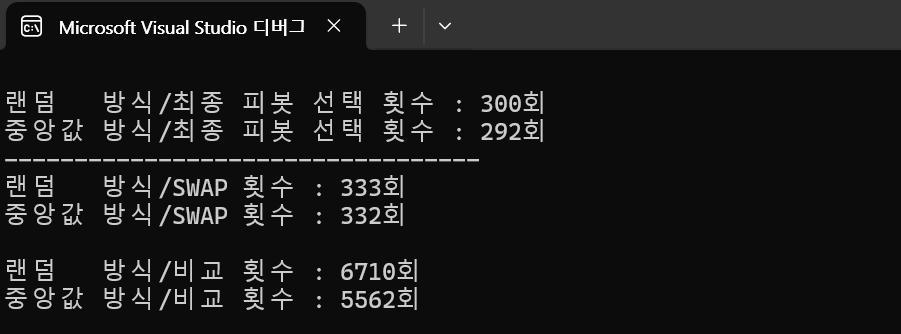 Microsoft Visual Studio 디버그
랜덤   방식/최종 피봇 선택 횟수 : 300회
중앙값 방식/최종 피봇 선택 횟수 : 292회
----------------------------------
랜덤   방식/SWAP 횟수 : 333회
중앙값 방식/SWAP 횟수 : 332회
랜덤   방식/비교 횟수 : 6710회
중앙값 방식/비교 횟수 : 5562회